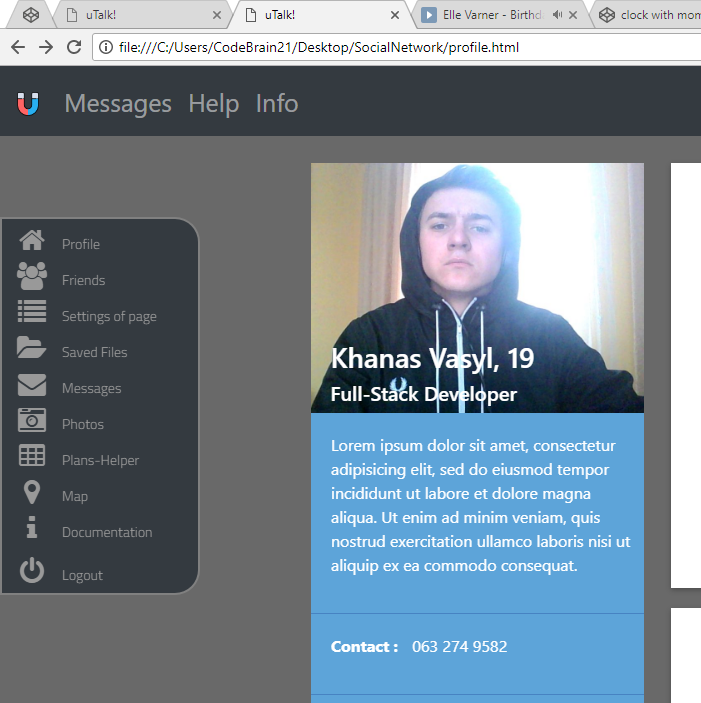 uTalk!
uTalk!
Elle Varner - Birthd
clock with mom
file:///C:/Users/CodeBrain21/Desktop/SocialNetwork/profile.html
Messages Help Info
Profile
Friends
Settings of page
Saved Files
Messages
Photos
Plans-Helper
Map
Documentation
Logout
Khanas Vasyl, 19
Full-Stack Developer
Lorem ipsum dolor sit amet, consectetur
adipisicing elit, sed do eiusmod tempor
incididunt ut labore et dolore magna
aliqua. Ut enim ad minim veniam, quis
nostrud exercitation ullamco laboris nisi ut
aliquip ex ea commodo consequat.
Contact : 063 274 9582